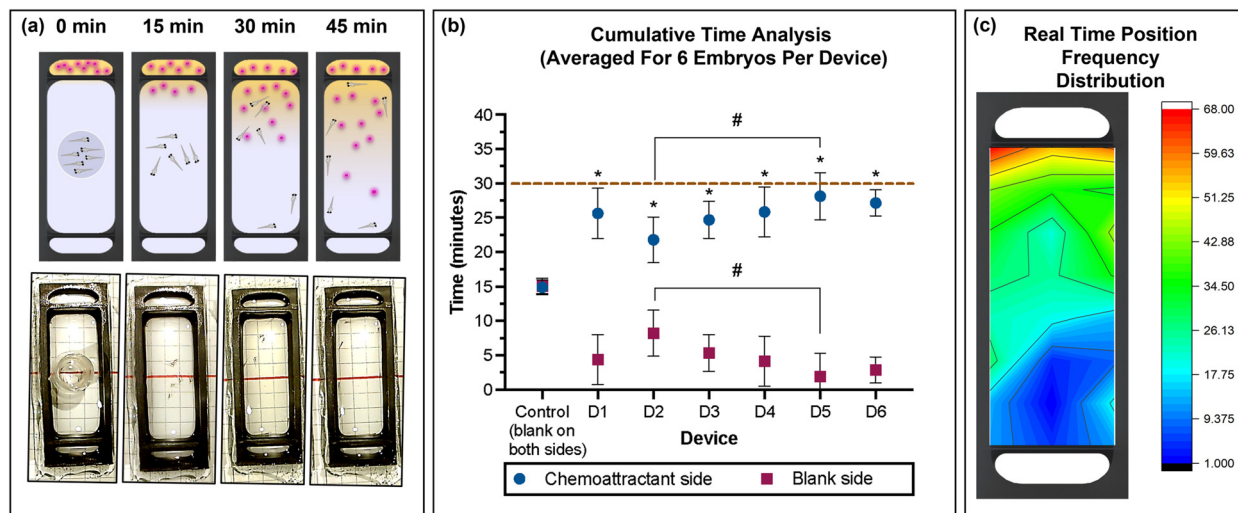 (a)
0 min 15 min 30 min 45 min
(b)
Cumulative Time Analysis
(Averaged For 6 Embryos Per Device)
40
35
30
25
20
15
10
5
0
Time (minutes)
#
#
* * * * * *
Control
(blank on
both sides)
D1 D2 D3 D4 D5 D6
Device
Chemoattractant side Blank side
(c)
Real Time Position
Frequency
Distribution
68.00
59.63
51.25
42.88
34.50
26.13
17.75
9.375
1.000